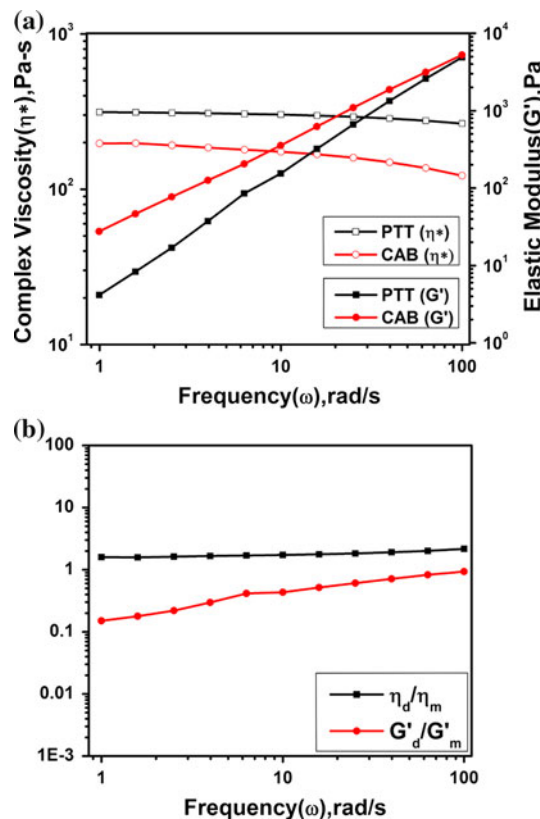 (a)
10³
10²
10¹
Complex Viscosity(η*),Pa-s
10⁴
10³
10²
10¹
10⁰
Elastic Modulus(G'),Pa
PTT (η*)
CAB (η*)
PTT (G')
CAB (G')
1 10 100
Frequency(ω),rad/s
(b)
100
10
1
0.1
0.01
1E-3
η_d/η_m
G'_d/G'_m
1 10 100
Frequency(ω),rad/s